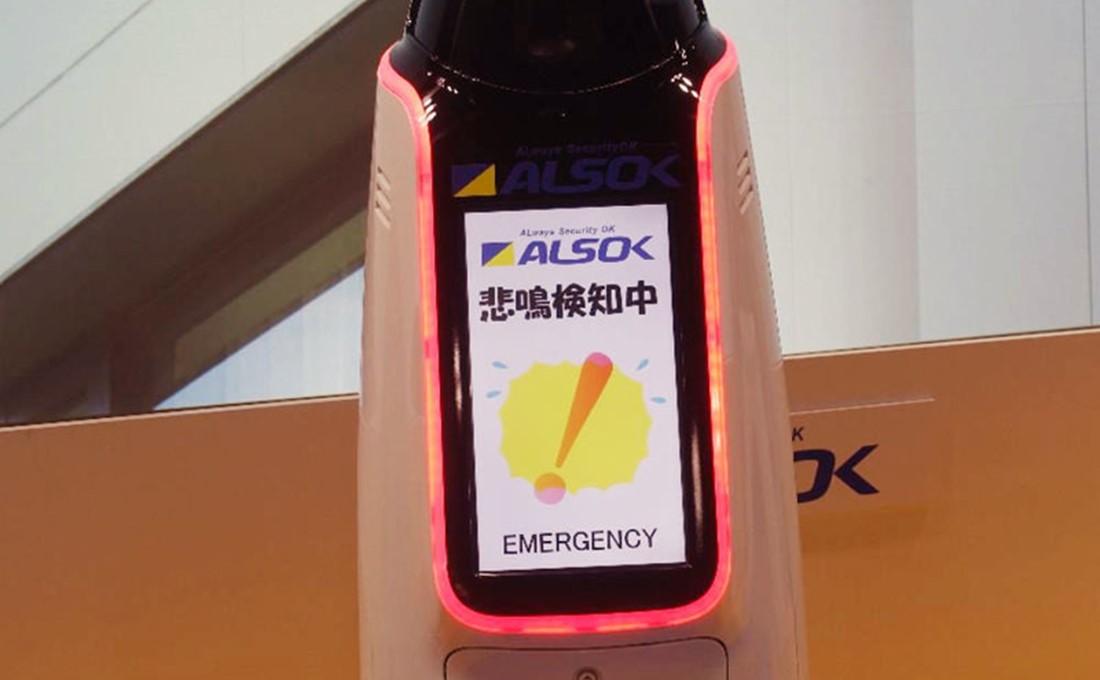 ALways SecurityOK
ALSOK
ALways Security OK
ALSOK
悲鳴検知中
EMERGENCY
K
OK